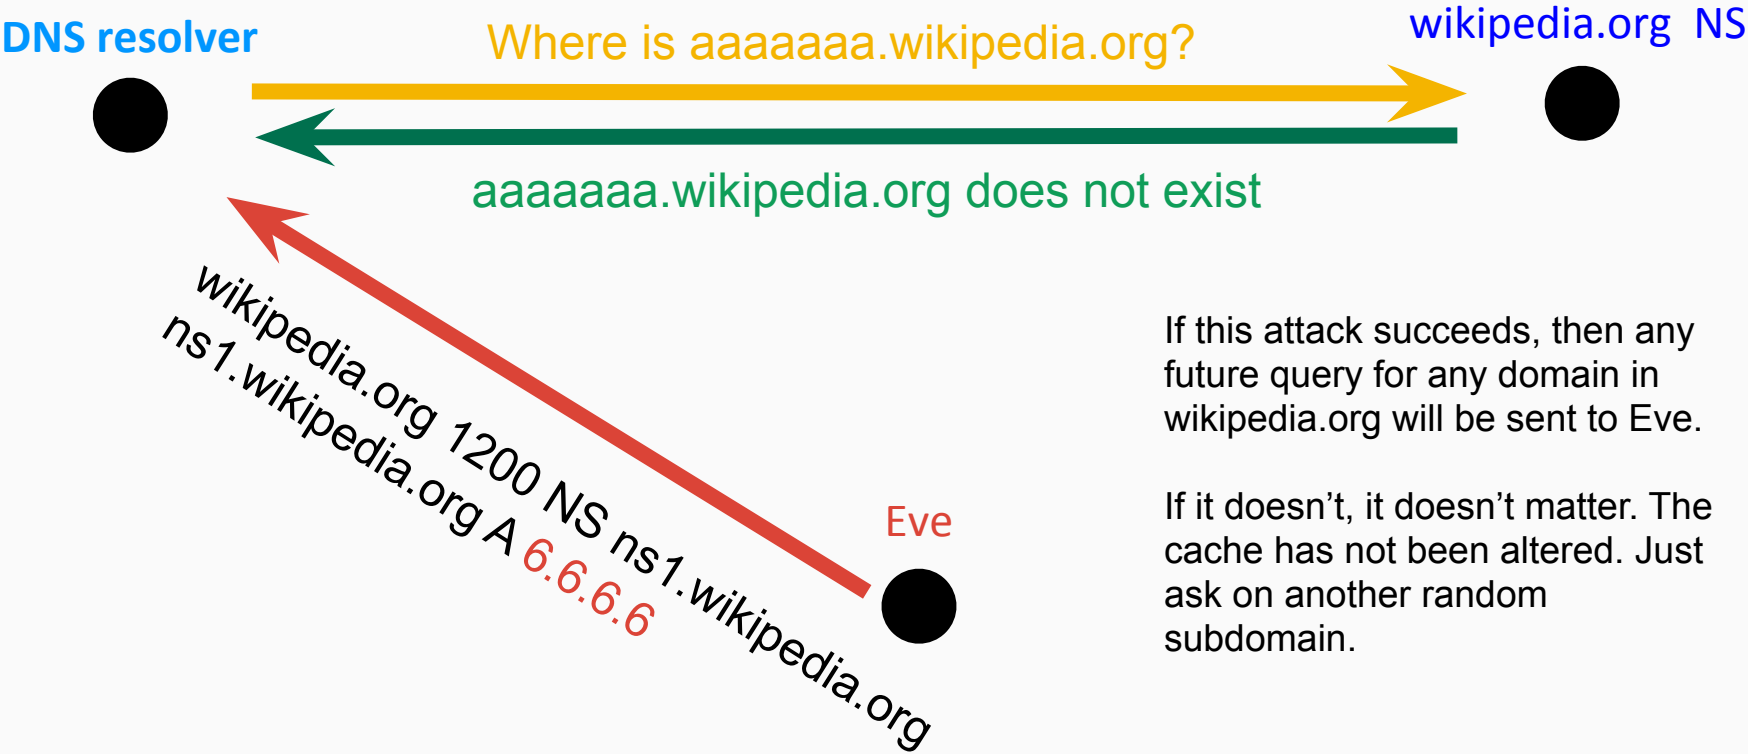 DNS resolver
Where is aaaaaaa.wikipedia.org?
wikipedia.org NS
aaaaaaa.wikipedia.org does not exist
wikipedia.org 1200 NS ns1.wikipedia.org
ns1.wikipedia.org A 6.6.6.6
Eve
If this attack succeeds, then any
future query for any domain in
wikipedia.org will be sent to Eve.
If it doesn’t, it doesn’t matter. The
cache has not been altered. Just
ask on another random
subdomain.